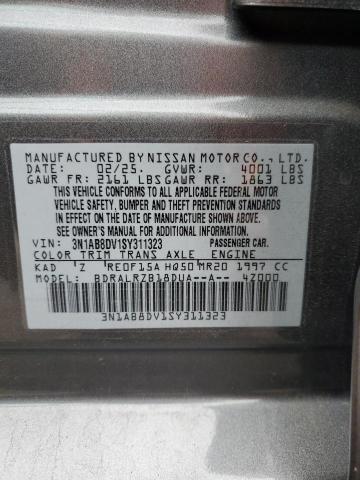 MANUFACTURED BY NISSAN MOTOR CO., LTD.
DATE: 02/25. GVWR: 4001 LBS
GAWR FR: 2161 LBS GAWR RR: 1863 LBS
THIS VEHICLE CONFORMS TO ALL APPLICABLE FEDERAL MOTOR
VEHICLE SAFETY, BUMPER AND THEFT PREVENTION STANDARDS
IN EFFECT ON THE DATE OF MANUFACTURE SHOWN ABOVE.
SEE OWNER'S MANUAL FOR ADDITIONAL INFORMATION.
VIN: 3N1AB8DV1SY311323 PASSENGER CAR.
COLOR TRIM TRANS AXLE ENGINE
KAD Z RE0F15A HQ50 MR20 1997 CC
MODEL: BDRALRZB18DUA--A-- 4Z000
3N1AB8DV1SY311323